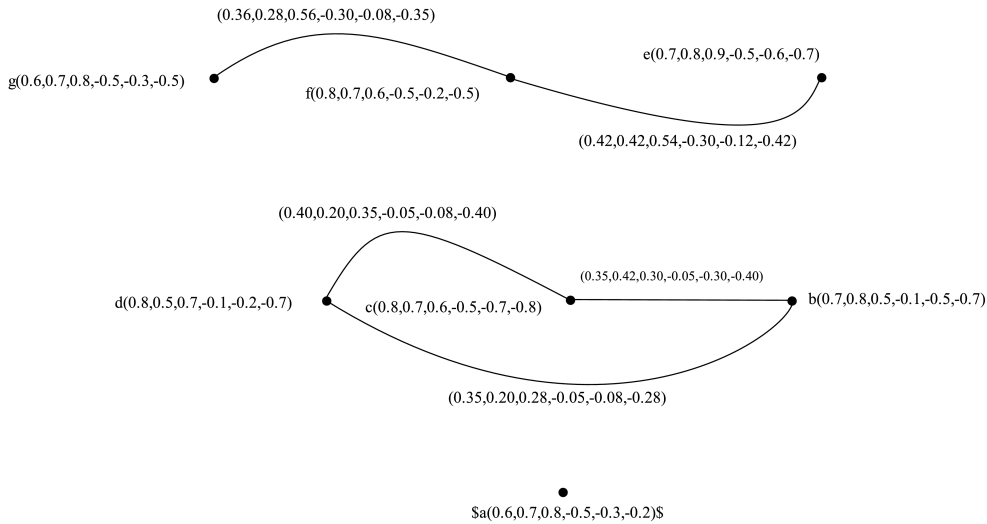 (0.36,0.28,0.56,-0.30,-0.08,-0.35)
e(0.7,0.8,0.9,-0.5,-0.6,-0.7)
g(0.6,0.7,0.8,-0.5,-0.3,-0.5)
f(0.8,0.7,0.6,-0.5,-0.2,-0.5)
(0.42,0.42,0.54,-0.30,-0.12,-0.42)
(0.40,0.20,0.35,-0.05,-0.08,-0.40)
(0.35,0.42,0.30,-0.05,-0.30,-0.40)
d(0.8,0.5,0.7,-0.1,-0.2,-0.7)
c(0.8,0.7,0.6,-0.5,-0.7,-0.8)
b(0.7,0.8,0.5,-0.1,-0.5,-0.7)
(0.35,0.20,0.28,-0.05,-0.08,-0.28)
$a(0.6,0.7,0.8,-0.5,-0.3,-0.2)$